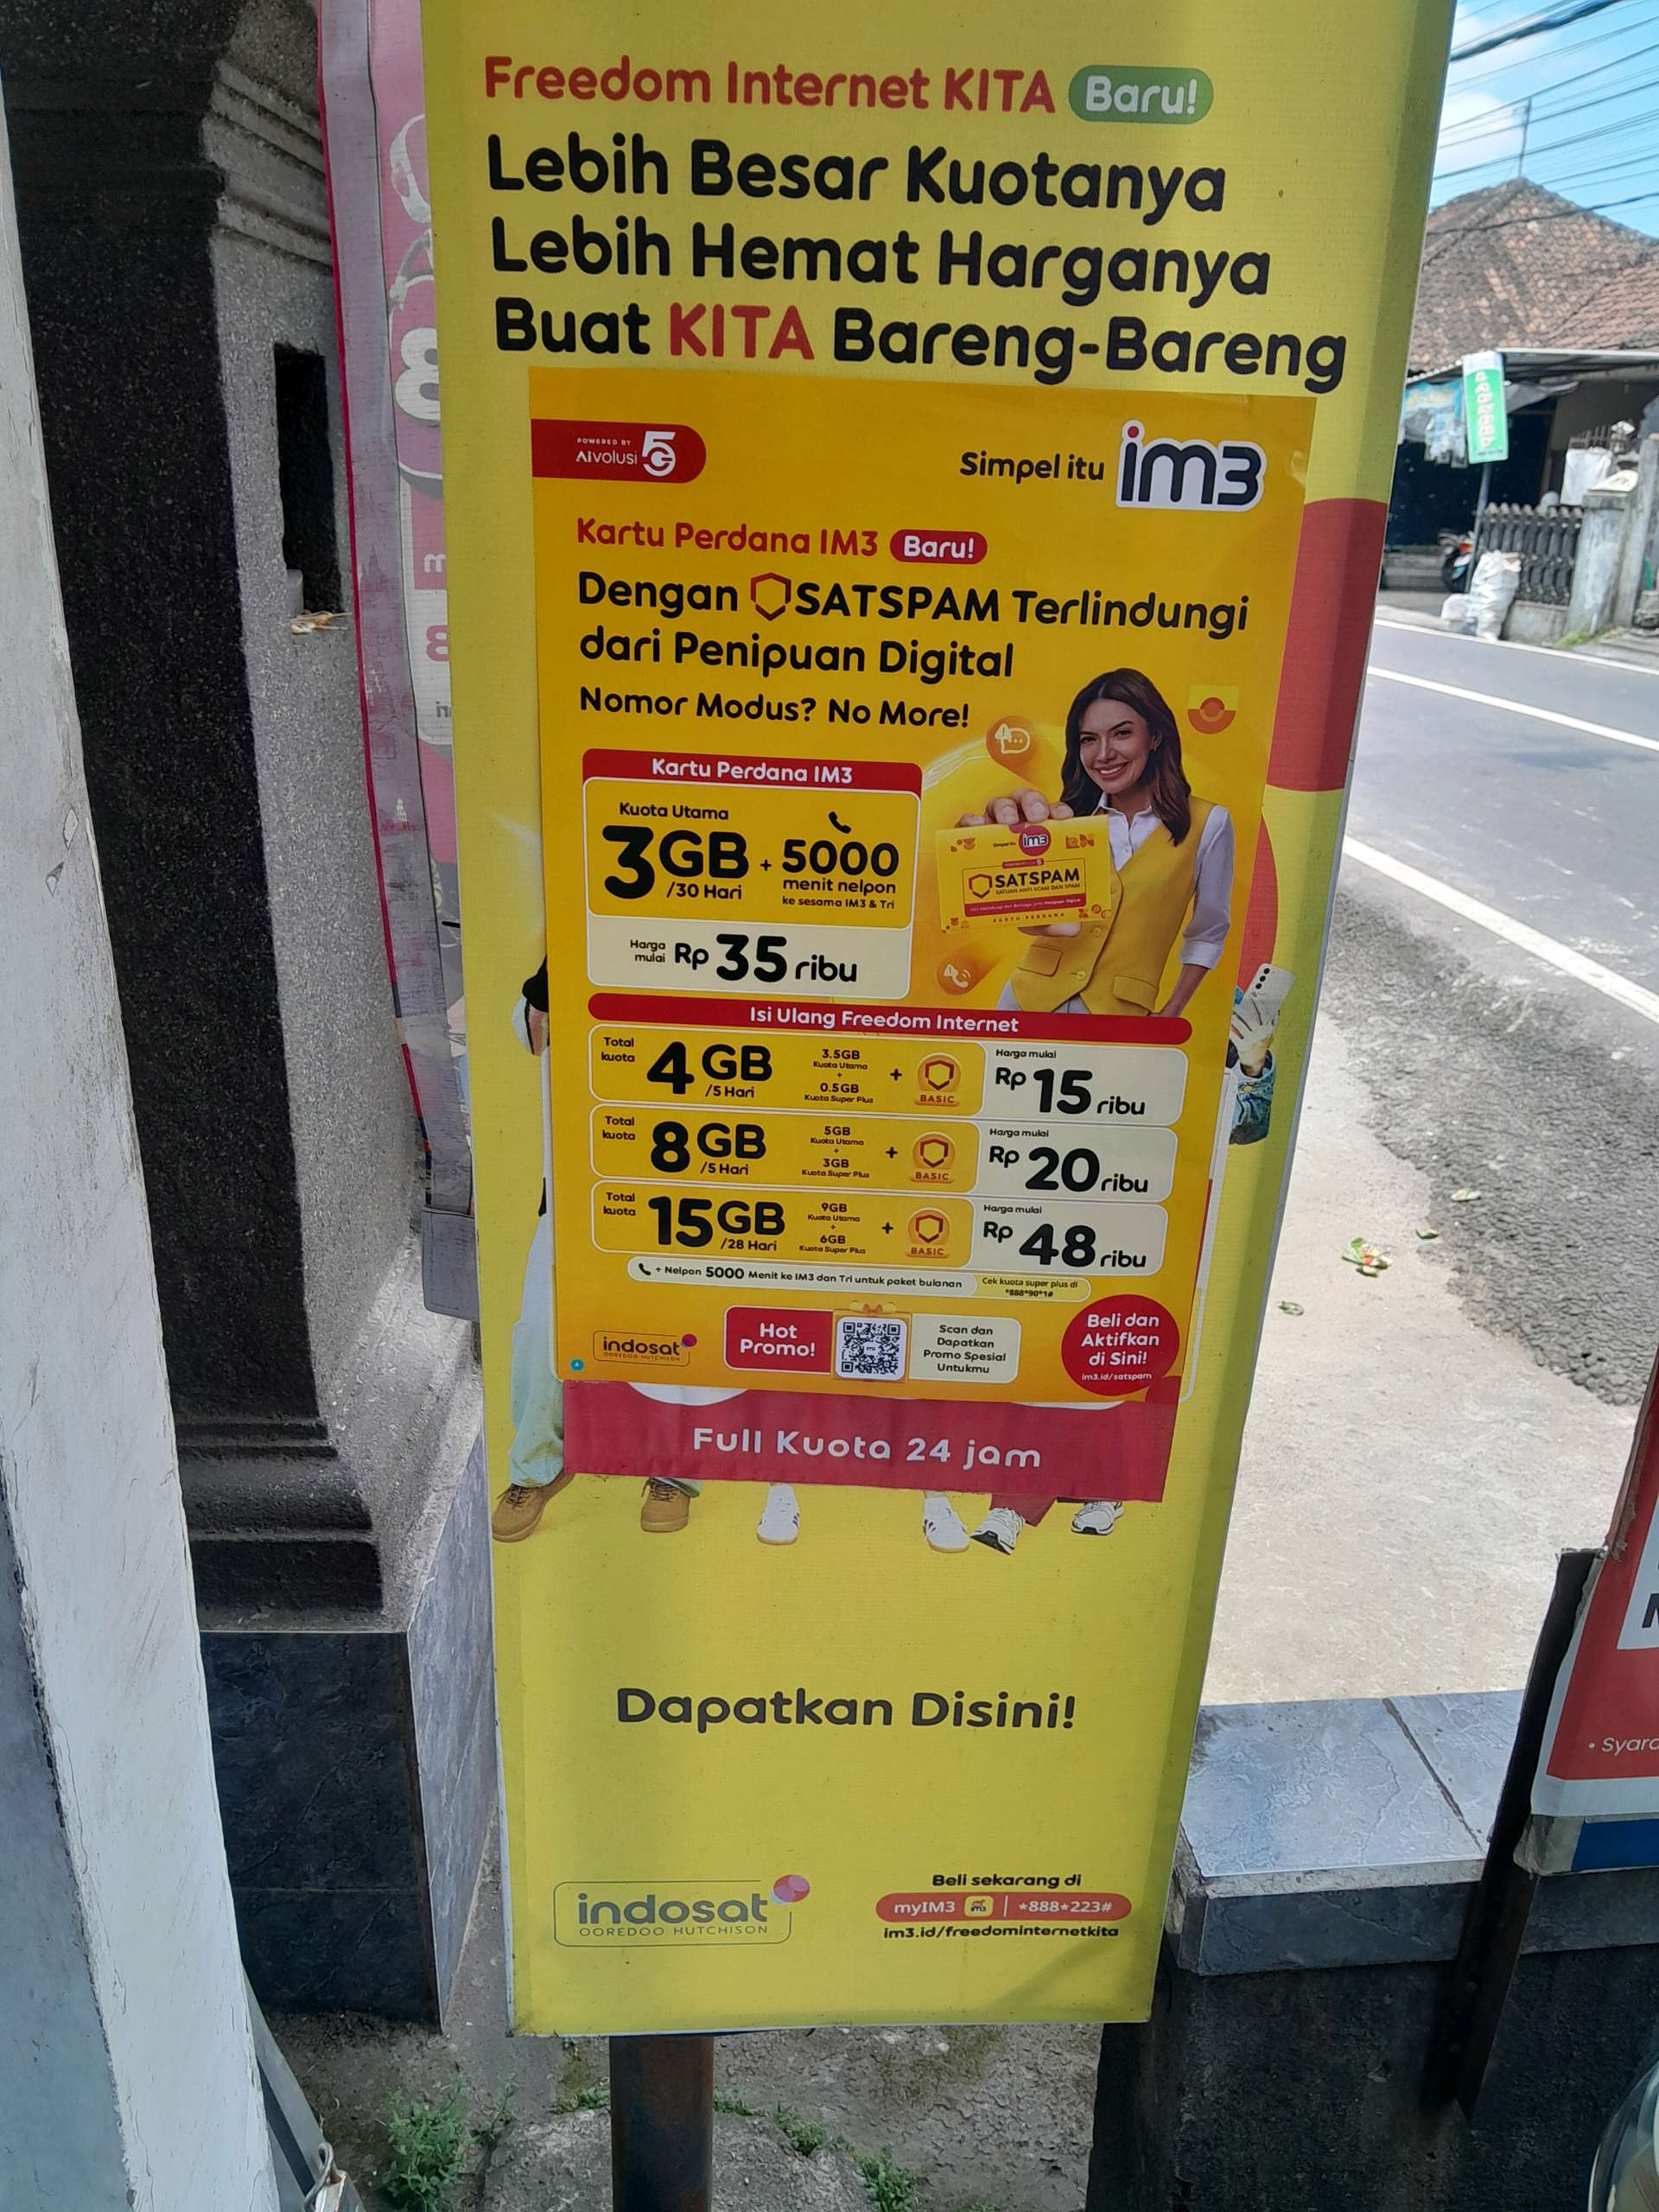 Freedom Internet KITA Baru!
Lebih Besar Kuotanya
Lebih Hemat Harganya
Buat KITA Bareng-Bareng
POWERED BY
AIvolusi 5G
Simpel itu im3
Kartu Perdana IM3 Baru!
Dengan SATSPAM Terlindungi
dari Penipuan Digital
Nomor Modus? No More!
Kartu Perdana IM3
Kuota Utama
3GB /30 Hari + 5000
menit nelpon
ke sesama IM3 & Tri
Harga mulai Rp 35 ribu
Simpel itu im3
SATSPAM
SATUAN ANTI SCAM DAN SPAM
KARTU PERDANA
Isi Ulang Freedom Internet
Total kuota 4GB /5 Hari
3.5GB
Kuota Utama
+
0.5GB
Kuota Super Plus
+ BASIC
Harga mulai
Rp 15 ribu
Total kuota 8GB /5 Hari
5GB
Kuota Utama
+
3GB
Kuota Super Plus
+ BASIC
Harga mulai
Rp 20 ribu
Total kuota 15GB /28 Hari
9GB
Kuota Utama
+
6GB
Kuota Super Plus
+ BASIC
Harga mulai
Rp 48 ribu
+ Nelpon 5000 Menit ke IM3 dan Tri untuk paket bulanan
Cek kuota super plus di
*888*90*1#
indosat
OOREDOO HUTCHISON
Hot
Promo!
Scan dan
Dapatkan
Promo Spesial
Untukmu
Beli dan
Aktifkan
di Sini!
im3.id/satspam
Full Kuota 24 jam
Dapatkan Disini!
indosat
OOREDOO HUTCHISON
Beli sekarang di
myIM3 im3 | *888*223#
im3.id/freedominternetkita